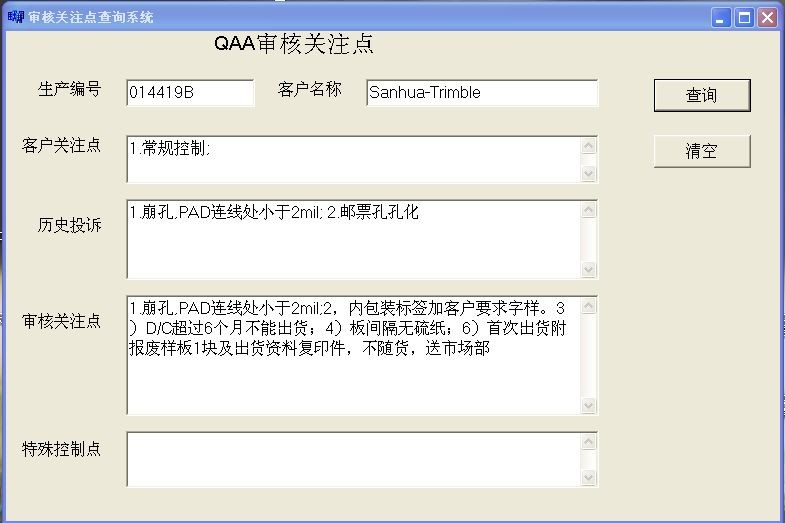 审核关注点查询系统
QAA审核关注点
生产编号 014419B 客户名称 Sanhua-Trimble 查询
客户关注点 1.常规控制; 清空
历史投诉 1.崩孔,PAD连线处小于2mil; 2.邮票孔孔化
审核关注点 1.崩孔,PAD连线处小于2mil;2，内包装标签加客户要求字样。3
）D/C超过6个月不能出货；4）板间隔无硫纸；6）首次出货附
报废样板1块及出货资料复印件，不随货，送市场部
特殊控制点